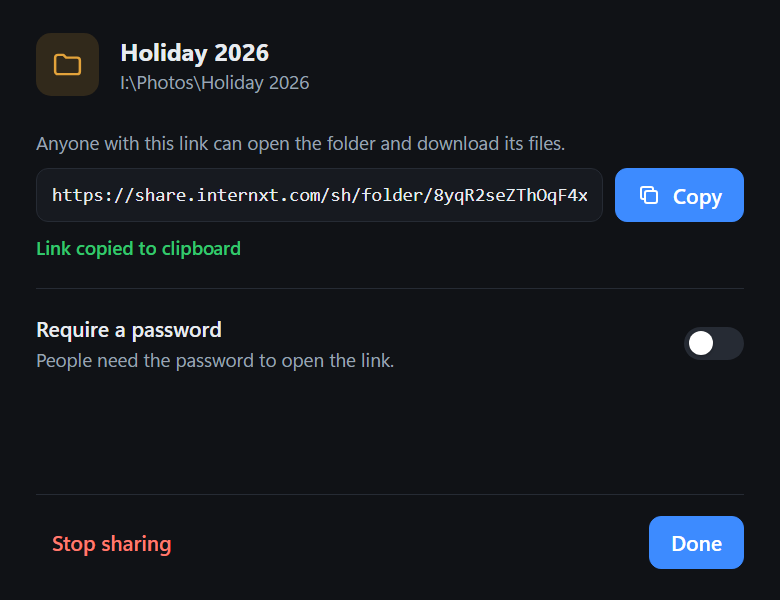 Holiday 2026
I:\Photos\Holiday 2026
Anyone with this link can open the folder and download its files.
https://share.internxt.com/sh/folder/8yqR2seZThOqF4x
Copy
Link copied to clipboard
Require a password
People need the password to open the link.
Stop sharing
Done